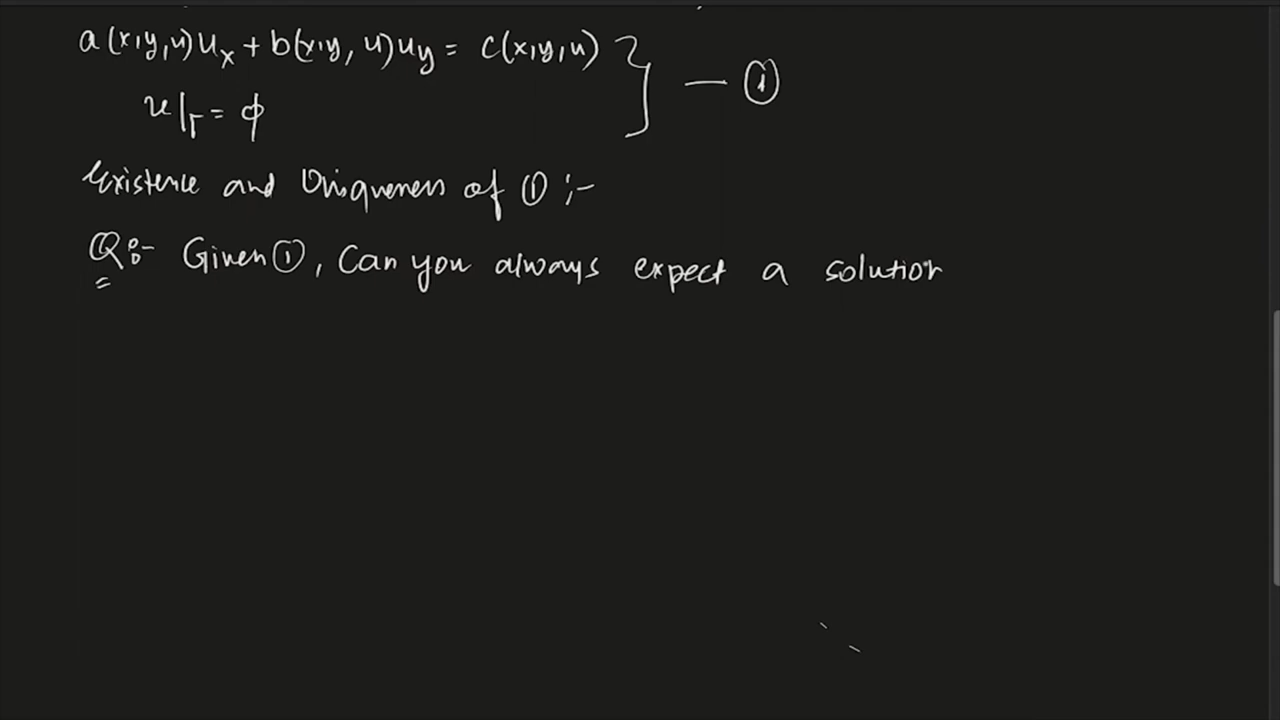 a(x,y,u)u_x + b(x,y,u)u_y = c(x,y,u) } — ①
u|_Γ = φ
Existence and Uniqueness of ① :-
Q:- Given ①, Can you always expect a solution